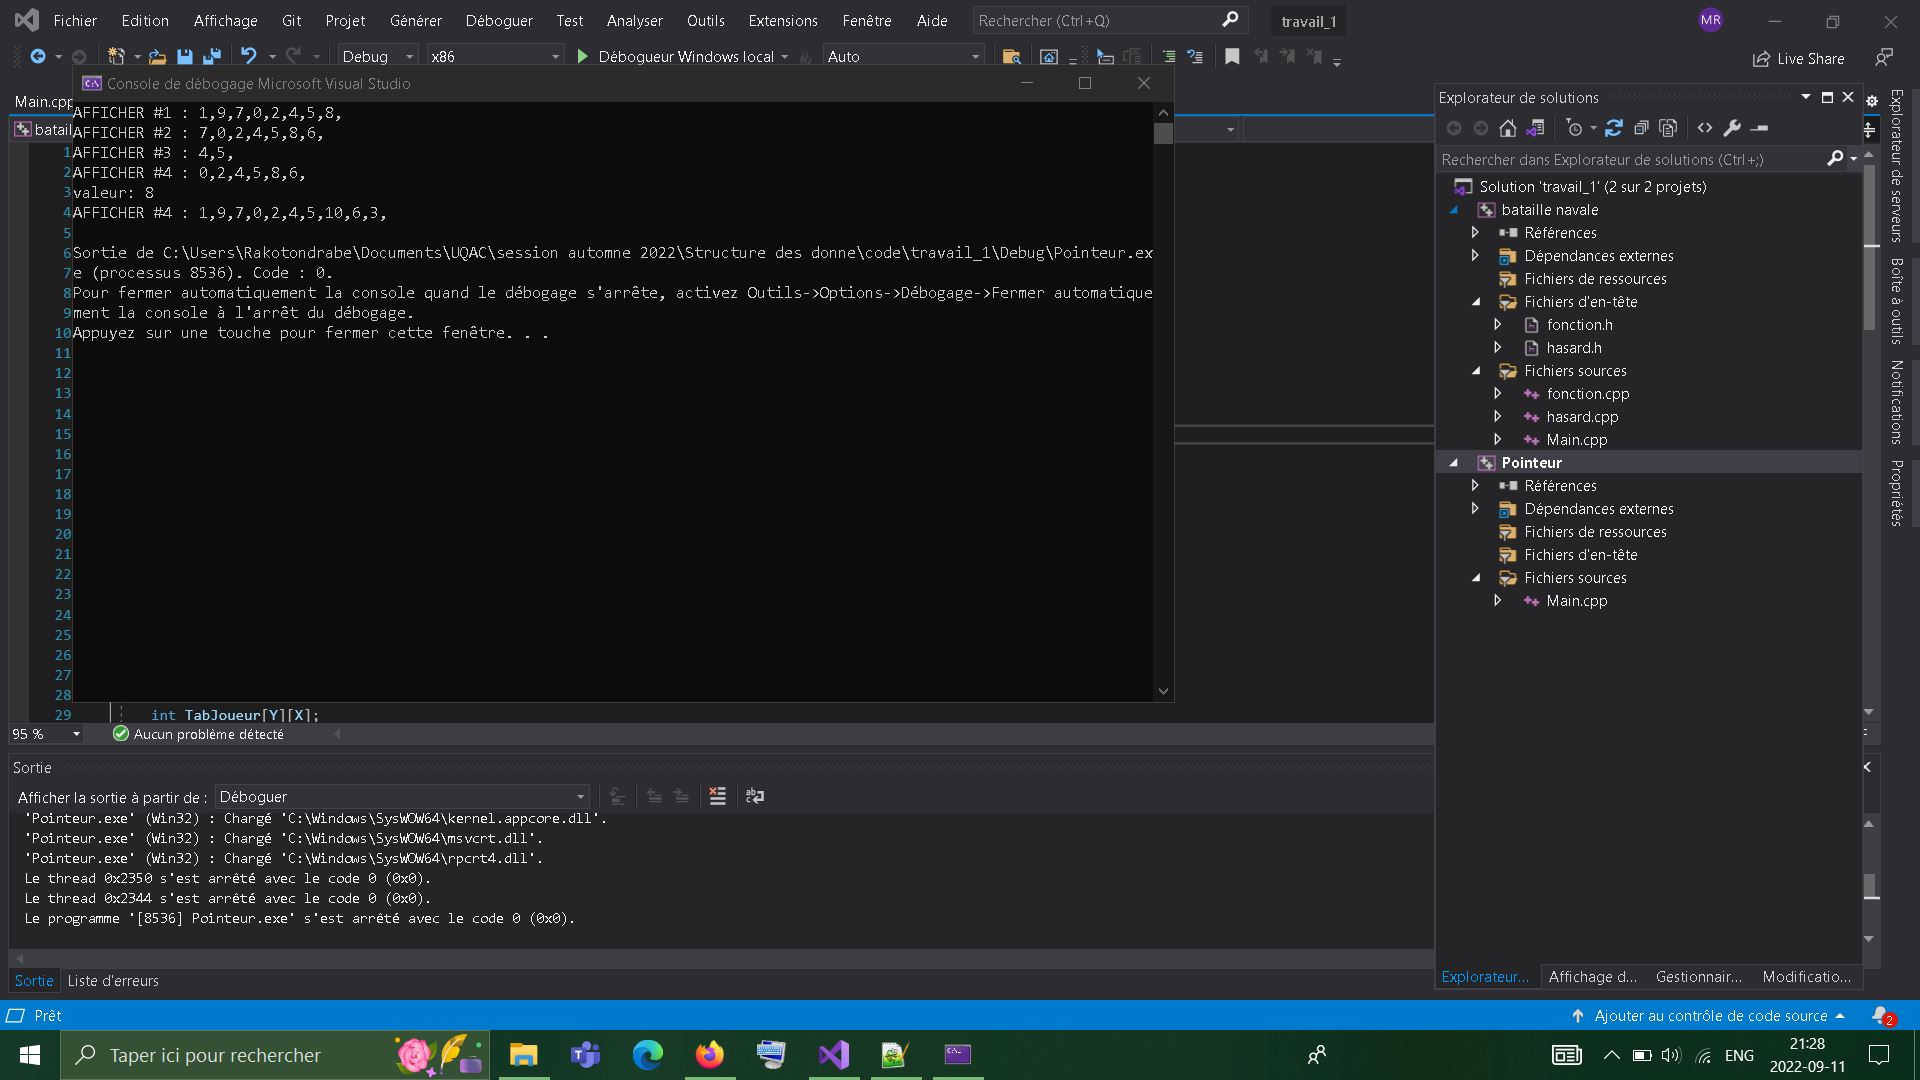 Fichier Edition Affichage Git Projet Générer Déboguer Test Analyser Outils Extensions Fenêtre Aide Rechercher (Ctrl+Q) travail_1 MR
Debug x86 Débogueur Windows local Auto Live Share
Console de débogage Microsoft Visual Studio
Main.cpp
batail
AFFICHER #1 : 1,9,7,0,2,4,5,8,
AFFICHER #2 : 7,0,2,4,5,8,6,
1 AFFICHER #3 : 4,5,
2 AFFICHER #4 : 0,2,4,5,8,6,
3 valeur: 8
4 AFFICHER #4 : 1,9,7,0,2,4,5,10,6,3,
5
6 Sortie de C:\Users\Rakotondrabe\Documents\UQAC\session automne 2022\Structure des donne\code\travail_1\Debug\Pointeur.ex
7 e (processus 8536). Code : 0.
8 Pour fermer automatiquement la console quand le débogage s'arrête, activez Outils->Options->Débogage->Fermer automatique
9 ment la console à l'arrêt du débogage.
10 Appuyez sur une touche pour fermer cette fenêtre. . .
11
12
13
14
15
16
17
18
19
20
21
22
23
24
25
26
27
28
29 int TabJoueur[Y][X];
95 % Aucun problème détecté
Sortie
Afficher la sortie à partir de : Déboguer
'Pointeur.exe' (Win32) : Chargé 'C:\Windows\SysWOW64\kernel.appcore.dll'.
'Pointeur.exe' (Win32) : Chargé 'C:\Windows\SysWOW64\msvcrt.dll'.
'Pointeur.exe' (Win32) : Chargé 'C:\Windows\SysWOW64\rpcrt4.dll'.
Le thread 0x2350 s'est arrêté avec le code 0 (0x0).
Le thread 0x2344 s'est arrêté avec le code 0 (0x0).
Le programme '[8536] Pointeur.exe' s'est arrêté avec le code 0 (0x0).
Sortie Liste d'erreurs
Explorateur de solutions
Rechercher dans Explorateur de solutions (Ctrl+;)
Solution 'travail_1' (2 sur 2 projets)
bataille navale
Références
Dépendances externes
Fichiers de ressources
Fichiers d'en-tête
fonction.h
hasard.h
Fichiers sources
fonction.cpp
hasard.cpp
Main.cpp
Pointeur
Références
Dépendances externes
Fichiers de ressources
Fichiers d'en-tête
Fichiers sources
Main.cpp
Explorateur... Affichage d... Gestionnair... Modificatio...
Explorateur de serveurs
Boîte à outils
Notifications
Propriétés
Prêt Ajouter au contrôle de code source 2
Taper ici pour rechercher
ENG
21:28
2022-09-11